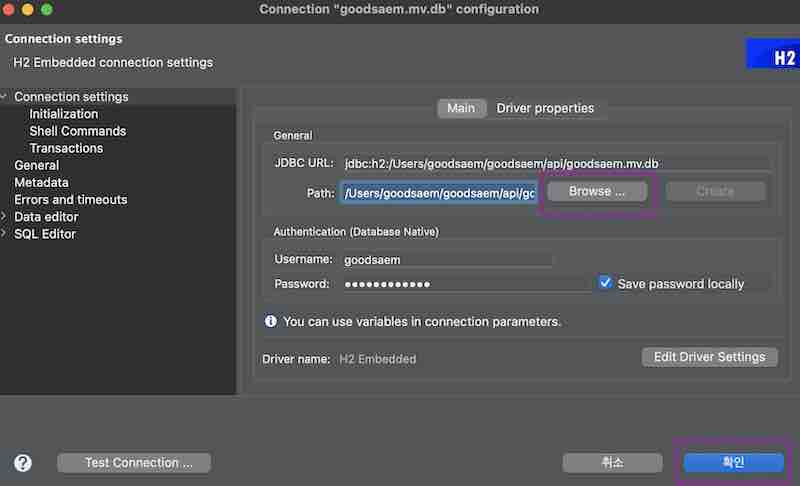 Connection "goodsaem.mv.db" configuration
Connection settings
H2 Embedded connection settings
H2
Connection settings
Initialization
Shell Commands
Transactions
General
Metadata
Errors and timeouts
Data editor
SQL Editor
Main
Driver properties
General
JDBC URL: jdbc:h2:/Users/goodsaem/goodsaem/api/goodsaem.mv.db
Path: /Users/goodsaem/goodsaem/api/gc Browse ... Create
Authentication (Database Native)
Username: goodsaem
Password: ••••••••••••  Save password locally
You can use variables in connection parameters.
Driver name: H2 Embedded Edit Driver Settings
? Test Connection ... 취소 확인